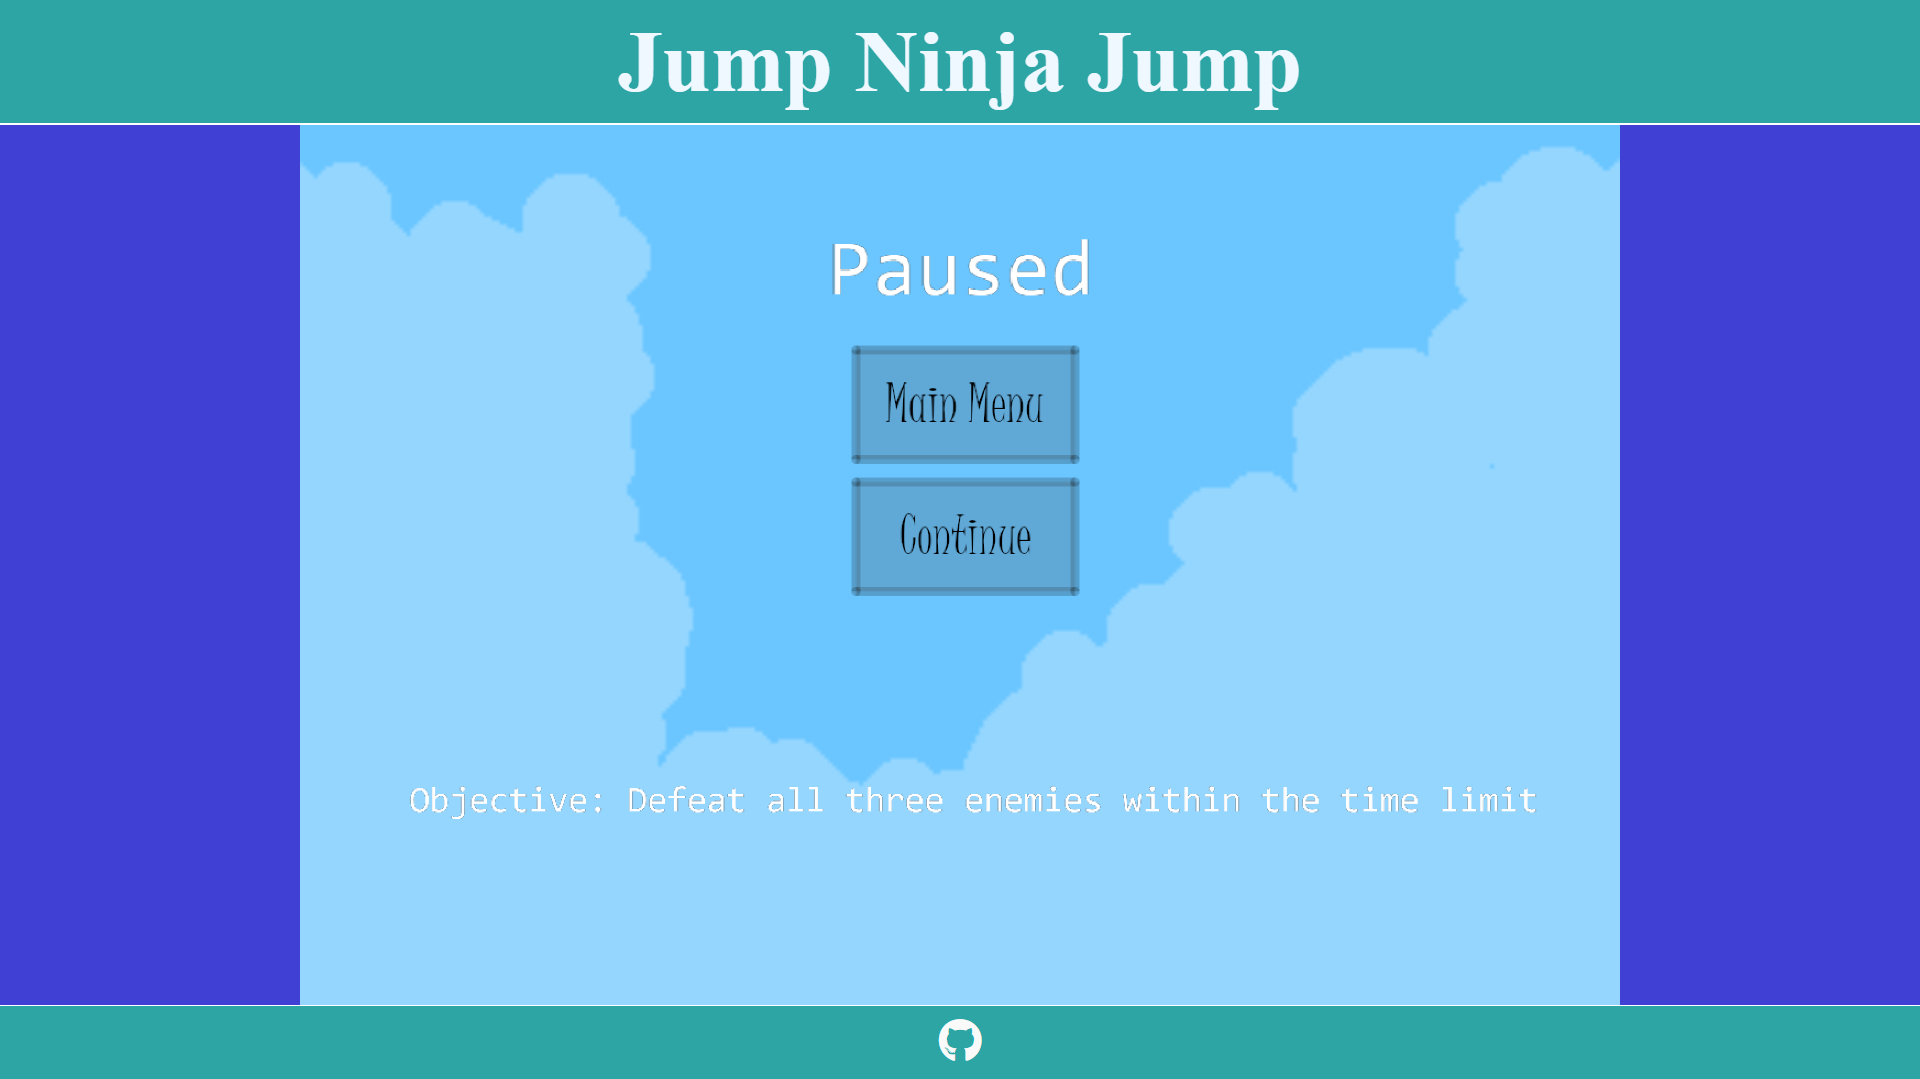 Jump Ninja Jump
Paused
Main Menu
Continue
Objective: Defeat all three enemies within the time limit